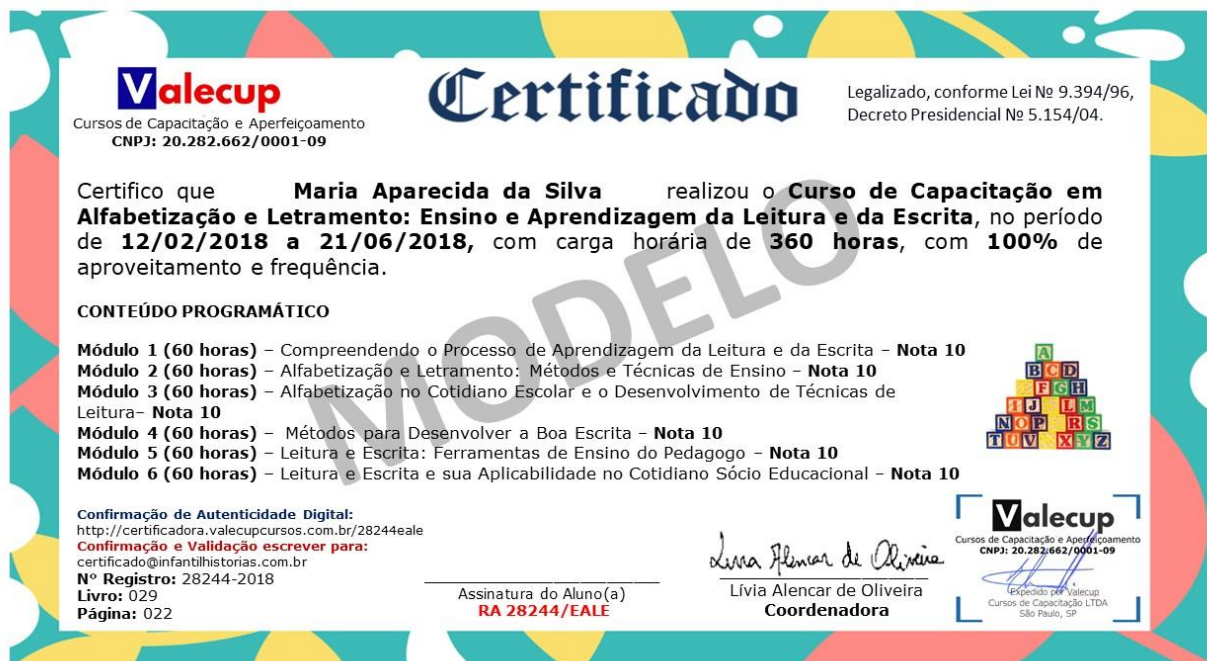 Valecup
Cursos de Capacitação e Aperfeiçoamento
CNPJ: 20.282.662/0001-09
Certificado
Legalizado, conforme Lei № 9.394/96,
Decreto Presidencial № 5.154/04.
Certifico que Maria Aparecida da Silva realizou o Curso de Capacitação em
Alfabetização e Letramento: Ensino e Aprendizagem da Leitura e da Escrita, no período
de 12/02/2018 a 21/06/2018, com carga horária de 360 horas, com 100% de
aproveitamento e frequência.
MODELO
CONTEÚDO PROGRAMÁTICO
Módulo 1 (60 horas) – Compreendendo o Processo de Aprendizagem da Leitura e da Escrita – Nota 10
Módulo 2 (60 horas) – Alfabetização e Letramento: Métodos e Técnicas de Ensino – Nota 10
Módulo 3 (60 horas) – Alfabetização no Cotidiano Escolar e o Desenvolvimento de Técnicas de
Leitura– Nota 10
Módulo 4 (60 horas) – Métodos para Desenvolver a Boa Escrita – Nota 10
Módulo 5 (60 horas) – Leitura e Escrita: Ferramentas de Ensino do Pedagogo – Nota 10
Módulo 6 (60 horas) – Leitura e Escrita e sua Aplicabilidade no Cotidiano Sócio Educacional – Nota 10
A
BCD
FGH
IJ LM
NOP RS
TUV XYZ
Confirmação de Autenticidade Digital:
http://certificadora.valecupcursos.com.br/28244eale
Confirmação e Validação escrever para:
certificado@infantilhistorias.com.br
Nº Registro: 28244-2018
Livro: 029
Página: 022
Assinatura do Aluno(a)
RA 28244/EALE
Lívia Alencar de Oliveira
Lívia Alencar de Oliveira
Coordenadora
Valecup
Cursos de Capacitação e Aperfeiçoamento
CNPJ: 20.282.662/0001-09
Expedido por Valecup
Cursos de Capacitação LTDA
São Paulo, SP